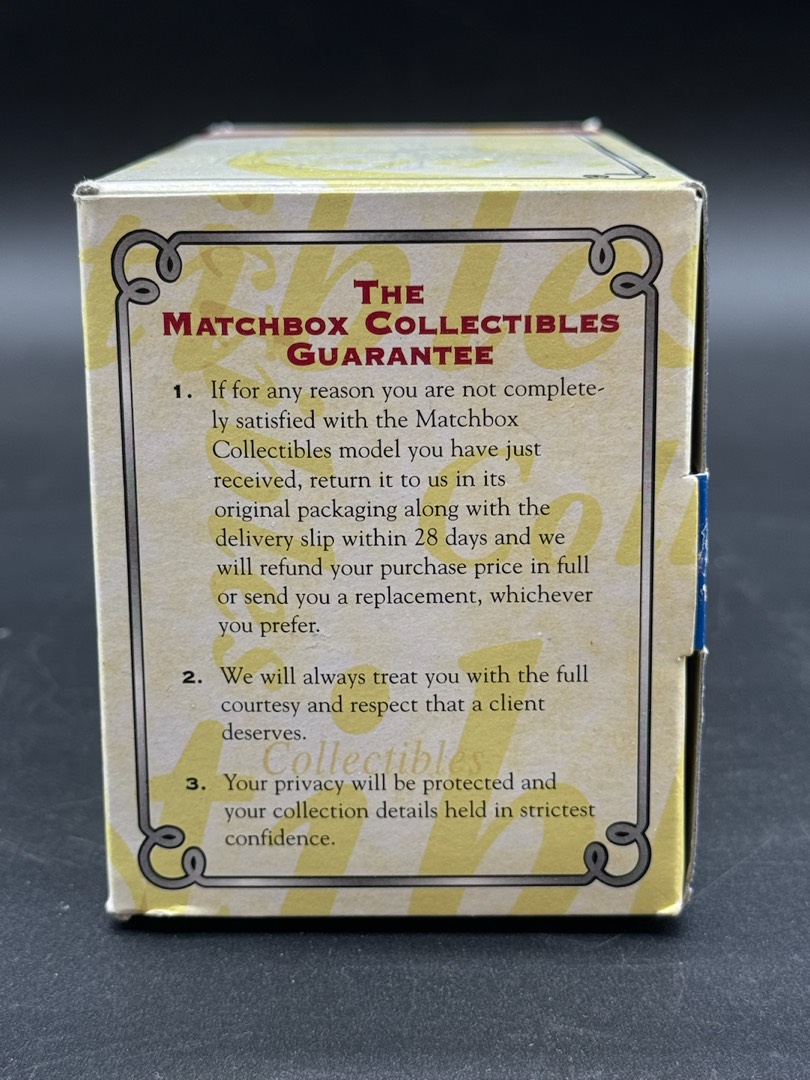 The
Matchbox Collectibles
Guarantee
1. If for any reason you are not complete-
ly satisfied with the Matchbox
Collectibles model you have just
received, return it to us in its
original packaging along with the
delivery slip within 28 days and we
will refund your purchase price in full
or send you a replacement, whichever
you prefer.
2. We will always treat you with the full
courtesy and respect that a client
deserves.
Collectibles
3. Your privacy will be protected and
your collection details held in strictest
confidence.